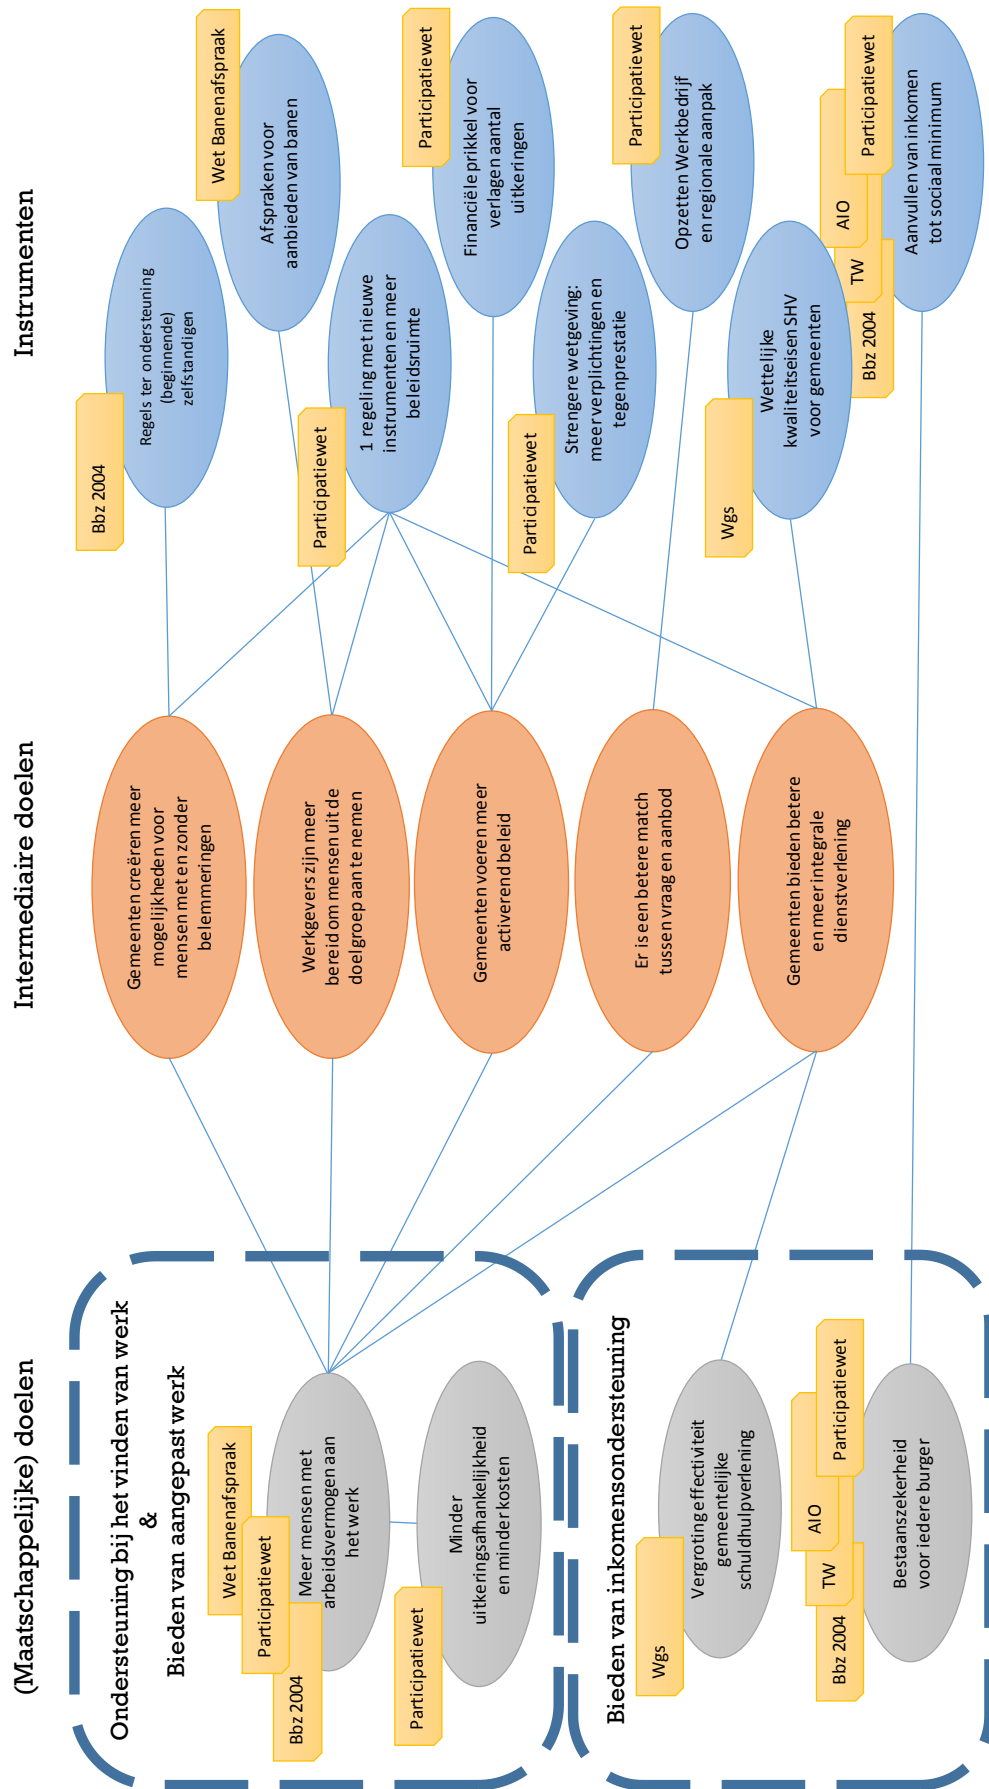 (Maatschappelijke) doelen
Intermediaire doelen
Instrumenten
Ondersteuning bij het vinden van werk
&
Bieden van aangepast werk
Wet Banenafspraak
Participatiewet
Bbz 2004
Meer mensen met
arbeidsvermogen aan
het werk
Participatiewet
Minder
uitkeringsafhankelijkheid
en minder kosten
Bieden van inkomensondersteuning
Wgs
Vergroting effectiviteit
gemeentelijke
schuldhulpverlening
Bbz 2004
TW
AIO
Participatiewet
Bestaanszekerheid
voor iedere burger
Gemeenten creëren meer
mogelijkheden voor
mensen met en zonder
belemmeringen
Werkgevers zijn meer
bereid om mensen uit de
doelgroep aan te nemen
Gemeenten voeren meer
activerend beleid
Er is een betere match
tussen vraag en aanbod
Gemeenten bieden betere
en meer integrale
dienstverlening
Bbz 2004
Regels ter ondersteuning
(beginnende)
zelfstandigen
Wet Banenafspraak
Afspraken voor
aanbieden van banen
Participatiewet
1 regeling met nieuwe
instrumenten en meer
beleidsruimte
Participatiewet
Financiële prikkel voor
verlagen aantal
uitkeringen
Participatiewet
Strengere wetgeving:
meer verplichtingen en
tegenprestatie
Participatiewet
Opzetten Werkbedrijf
en regionale aanpak
Wgs
Wettelijke
kwaliteitseisen SHV
voor gemeenten
Bbz 2004
TW
AIO
Participatiewet
Aanvullen van inkomen
tot sociaal minimum